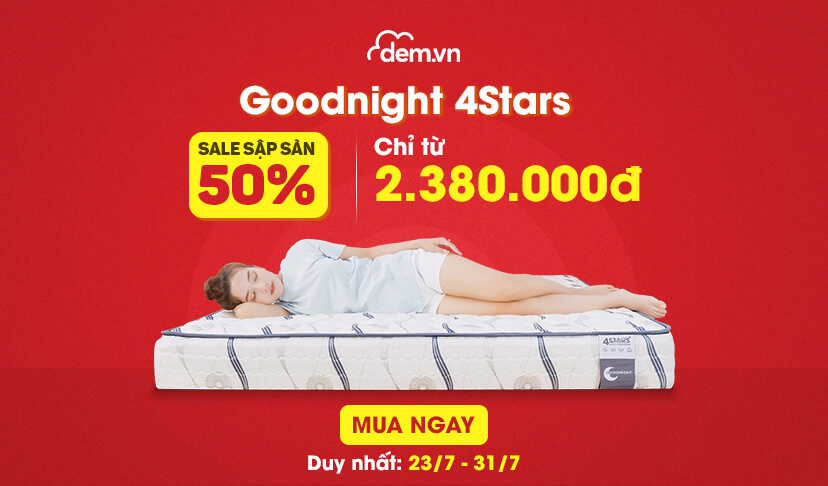 dem.vn
Goodnight 4Stars
SALE SẬP SÀN
50%
Chỉ từ
2.380.000đ
4STARS
GOODNIGHT
MUA NGAY
Duy nhất: 23/7 - 31/7